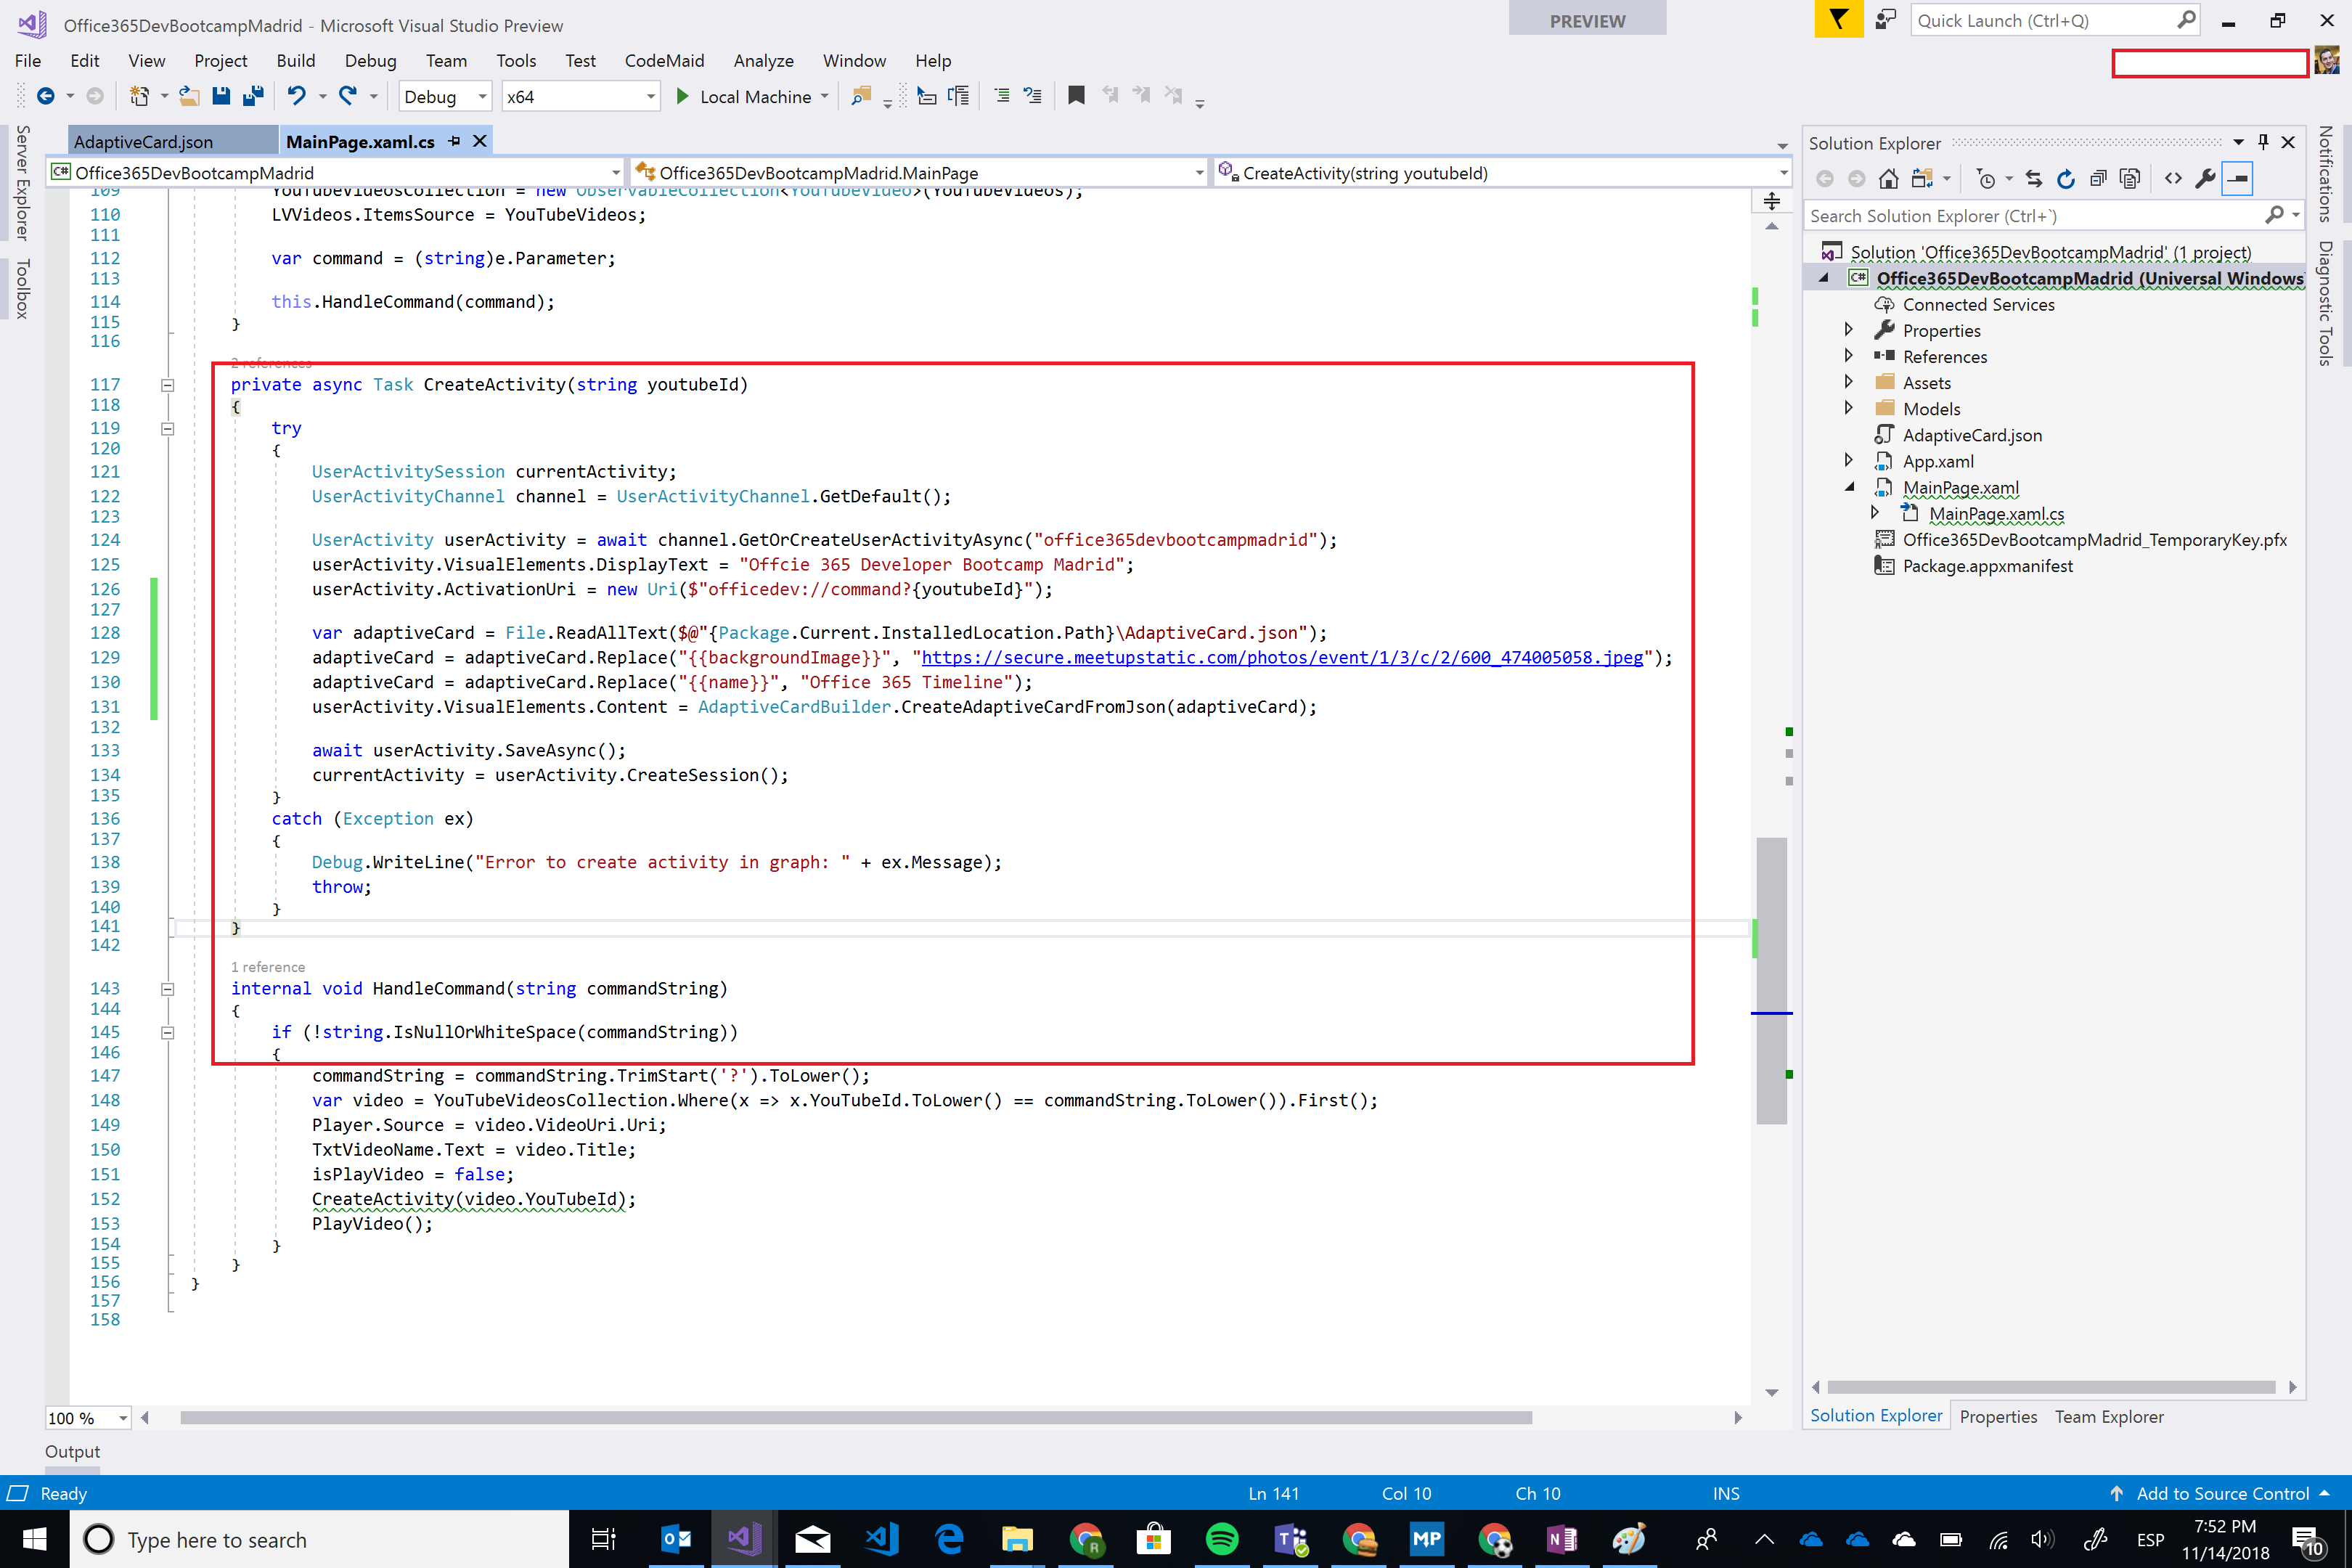 Office365DevBootcampMadrid - Microsoft Visual Studio Preview
PREVIEW
Quick Launch (Ctrl+Q)
File Edit View Project Build Debug Team Tools Test CodeMaid Analyze Window Help
Debug x64 Local Machine
Server Explorer
Toolbox
AdaptiveCard.json MainPage.xaml.cs
C# Office365DevBootcampMadrid Office365DevBootcampMadrid.MainPage CreateActivity(string youtubeId)
109 YouTubeVideosCollection = new ObservableCollection<YouTubeVideo>(YouTubeVideos);
110 LVVideos.ItemsSource = YouTubeVideos;
111
112 var command = (string)e.Parameter;
113
114 this.HandleCommand(command);
115 }
116
2 references
117 private async Task CreateActivity(string youtubeId)
118 {
119 try
120 {
121 UserActivitySession currentActivity;
122 UserActivityChannel channel = UserActivityChannel.GetDefault();
123
124 UserActivity userActivity = await channel.GetOrCreateUserActivityAsync("office365devbootcampmadrid");
125 userActivity.VisualElements.DisplayText = "Offcie 365 Developer Bootcamp Madrid";
126 userActivity.ActivationUri = new Uri($"officedev://command?{youtubeId}");
127
128 var adaptiveCard = File.ReadAllText($@"{Package.Current.InstalledLocation.Path}\AdaptiveCard.json");
129 adaptiveCard = adaptiveCard.Replace("{{backgroundImage}}", "https://secure.meetupstatic.com/photos/event/1/3/c/2/600_474005058.jpeg");
130 adaptiveCard = adaptiveCard.Replace("{{name}}", "Office 365 Timeline");
131 userActivity.VisualElements.Content = AdaptiveCardBuilder.CreateAdaptiveCardFromJson(adaptiveCard);
132
133 await userActivity.SaveAsync();
134 currentActivity = userActivity.CreateSession();
135 }
136 catch (Exception ex)
137 {
138 Debug.WriteLine("Error to create activity in graph: " + ex.Message);
139 throw;
140 }
141 }
142
1 reference
143 internal void HandleCommand(string commandString)
144 {
145 if (!string.IsNullOrWhiteSpace(commandString))
146 {
147 commandString = commandString.TrimStart('?').ToLower();
148 var video = YouTubeVideosCollection.Where(x => x.YouTubeId.ToLower() == commandString.ToLower()).First();
149 Player.Source = video.VideoUri.Uri;
150 TxtVideoName.Text = video.Title;
151 isPlayVideo = false;
152 CreateActivity(video.YouTubeId);
153 PlayVideo();
154 }
155 }
156 }
157
158
100 %
Output
Solution Explorer
Search Solution Explorer (Ctrl+`)
Solution 'Office365DevBootcampMadrid' (1 project)
C# Office365DevBootcampMadrid (Universal Windows)
Connected Services
Properties
References
Assets
Models
AdaptiveCard.json
App.xaml
MainPage.xaml
MainPage.xaml.cs
Office365DevBootcampMadrid_TemporaryKey.pfx
Package.appxmanifest
Solution Explorer Properties Team Explorer
Notifications
Diagnostic Tools
Ready Ln 141 Col 10 Ch 10 INS Add to Source Control
Type here to search
MP
ESP
7:52 PM
11/14/2018
10